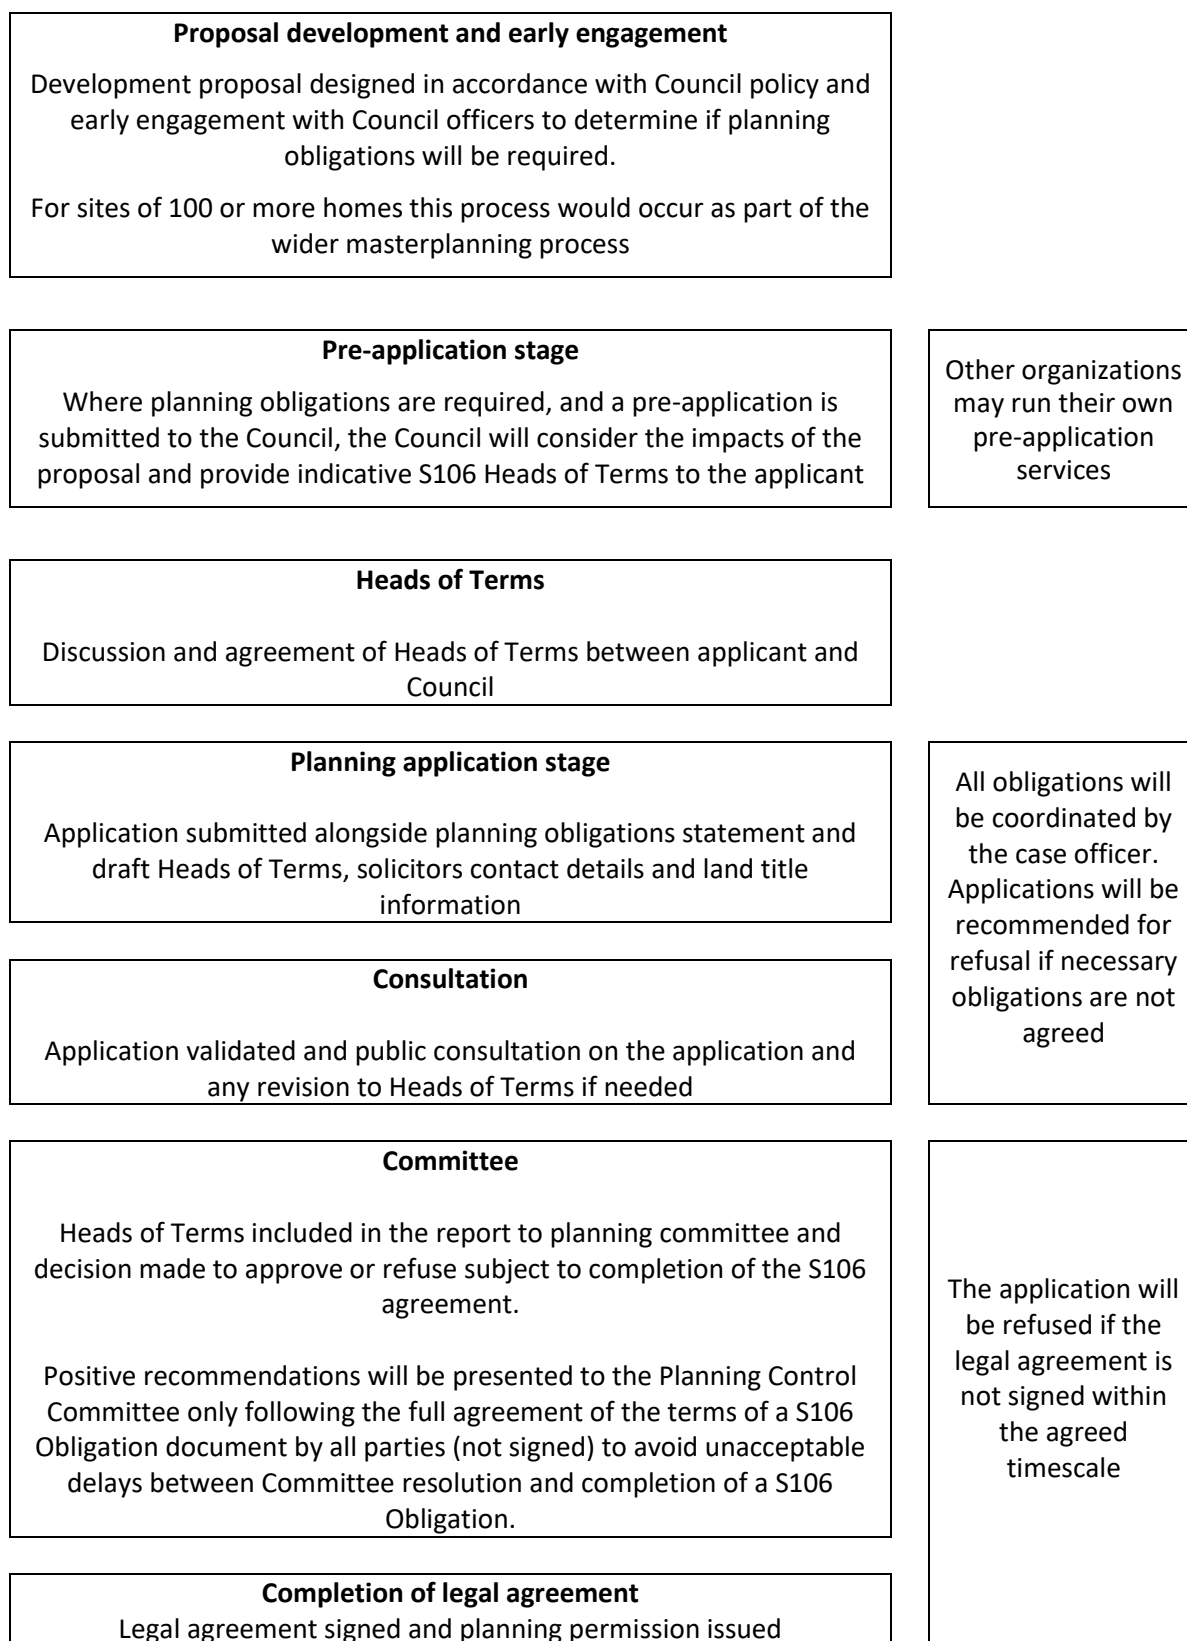 Proposal development and early engagement
Development proposal designed in accordance with Council policy and
early engagement with Council officers to determine if planning
obligations will be required.
For sites of 100 or more homes this process would occur as part of the
wider masterplanning process
Pre-application stage
Where planning obligations are required, and a pre-application is
submitted to the Council, the Council will consider the impacts of the
proposal and provide indicative S106 Heads of Terms to the applicant
Other organizations
may run their own
pre-application
services
Heads of Terms
Discussion and agreement of Heads of Terms between applicant and
Council
Planning application stage
Application submitted alongside planning obligations statement and
draft Heads of Terms, solicitors contact details and land title
information
Consultation
Application validated and public consultation on the application and
any revision to Heads of Terms if needed
All obligations will
be coordinated by
the case officer.
Applications will be
recommended for
refusal if necessary
obligations are not
agreed
Committee
Heads of Terms included in the report to planning committee and
decision made to approve or refuse subject to completion of the S106
agreement.
Positive recommendations will be presented to the Planning Control
Committee only following the full agreement of the terms of a S106
Obligation document by all parties (not signed) to avoid unacceptable
delays between Committee resolution and completion of a S106
Obligation.
The application will
be refused if the
legal agreement is
not signed within
the agreed
timescale
Completion of legal agreement
Legal agreement signed and planning permission issued